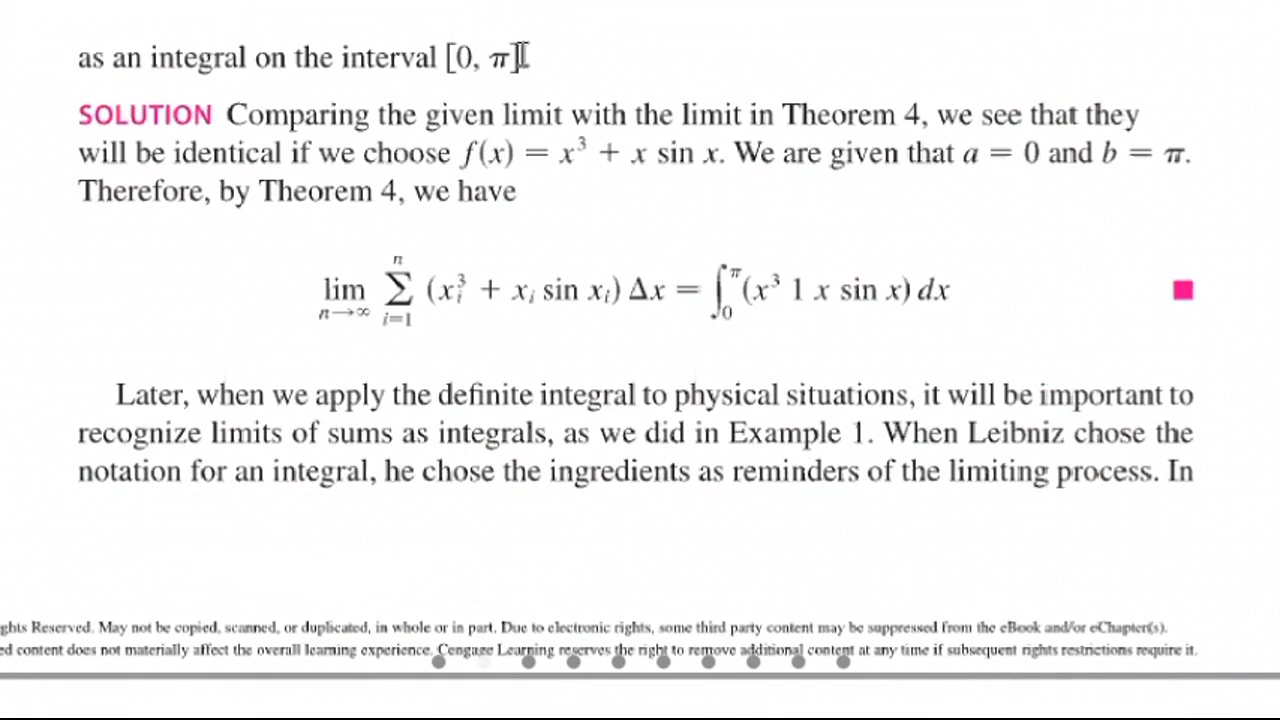 as an integral on the interval [0, π].
SOLUTION Comparing the given limit with the limit in Theorem 4, we see that they
will be identical if we choose f(x) = x³ + x sin x. We are given that a = 0 and b = π.
Therefore, by Theorem 4, we have
lim n→∞ ∑ i=1 n (xᵢ³ + xᵢ sin xᵢ) Δx = ∫₀^π (x³ 1 x sin x) dx
Later, when we apply the definite integral to physical situations, it will be important to
recognize limits of sums as integrals, as we did in Example 1. When Leibniz chose the
notation for an integral, he chose the ingredients as reminders of the limiting process. In
ghts Reserved. May not be copied, scanned, or duplicated, in whole or in part. Due to electronic rights, some third party content may be suppressed from the eBook and/or eChapter(s).
ed content does not materially affect the overall learning experience. Cengage Learning reserves the right to remove additional content at any time if subsequent rights restrictions require it.